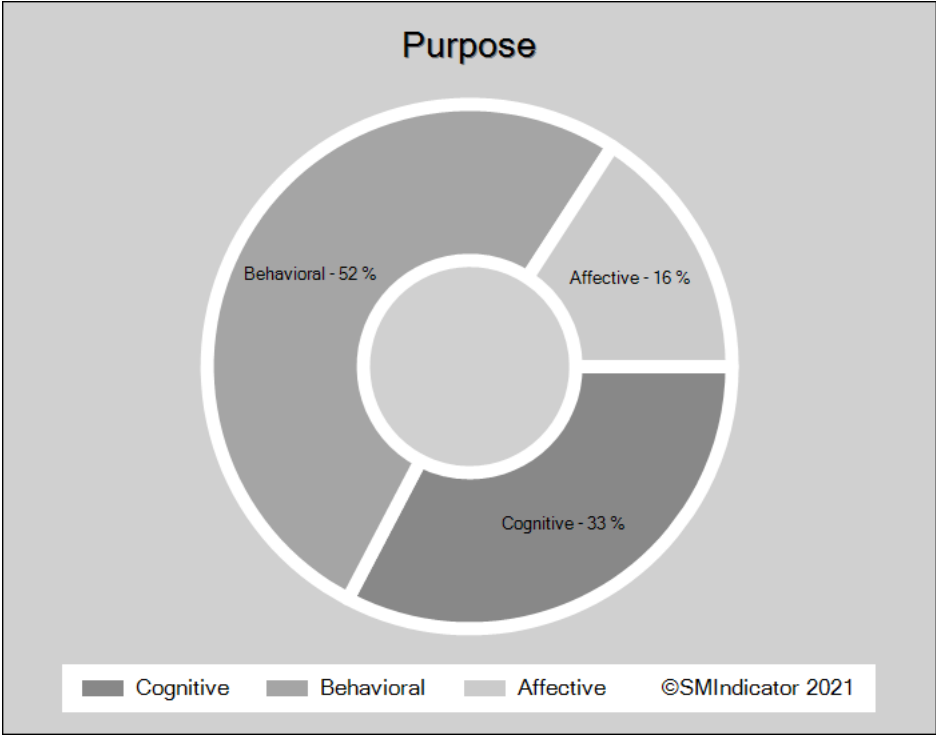 Purpose
Behavioral - 52 %
Affective - 16 %
Cognitive - 33 %
Cognitive Behavioral Affective ©SMIndicator 2021